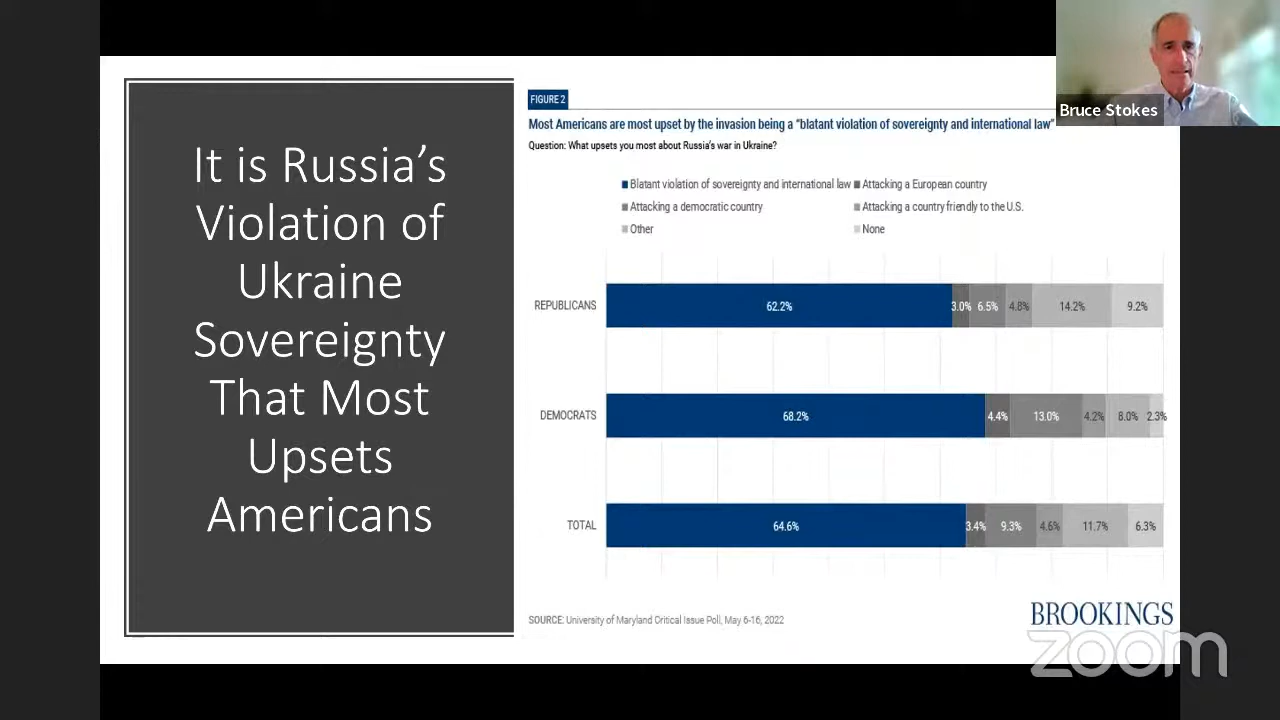 It is Russia's
Violation of
Ukraine
Sovereignty
That Most
Upsets
Americans
FIGURE 2
Most Americans are most upset by the invasion being a "blatant violation of sovereignty and international law"
Question: What upsets you most about Russia's war in Ukraine?
Blatant violation of sovereignty and international law Attacking a European country
Attacking a democratic country Attacking a country friendly to the U.S.
Other None
REPUBLICANS 62.2% 3.0% 6.5% 4.8% 14.2% 9.2%
DEMOCRATS 68.2% 4.4% 13.0% 4.2% 8.0% 2.3%
TOTAL 64.6% 3.4% 9.3% 4.6% 11.7% 6.3%
SOURCE: University of Maryland Critical Issue Poll, May 6-16, 2022
BROOKINGS
zoom
Bruce Stokes